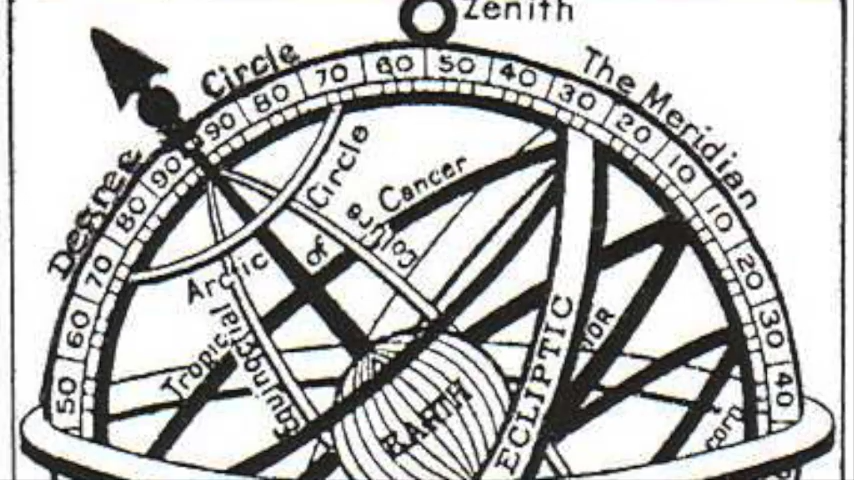 Zenith
Degree Circle
The Meridian
50 60 70 80 90 90 80 70 60 50 40 30 20 10 10 20 30 40
Arctic Circle
Tropic of Cancer
Equinoctial Colure
ECLIPTIC
EARTH